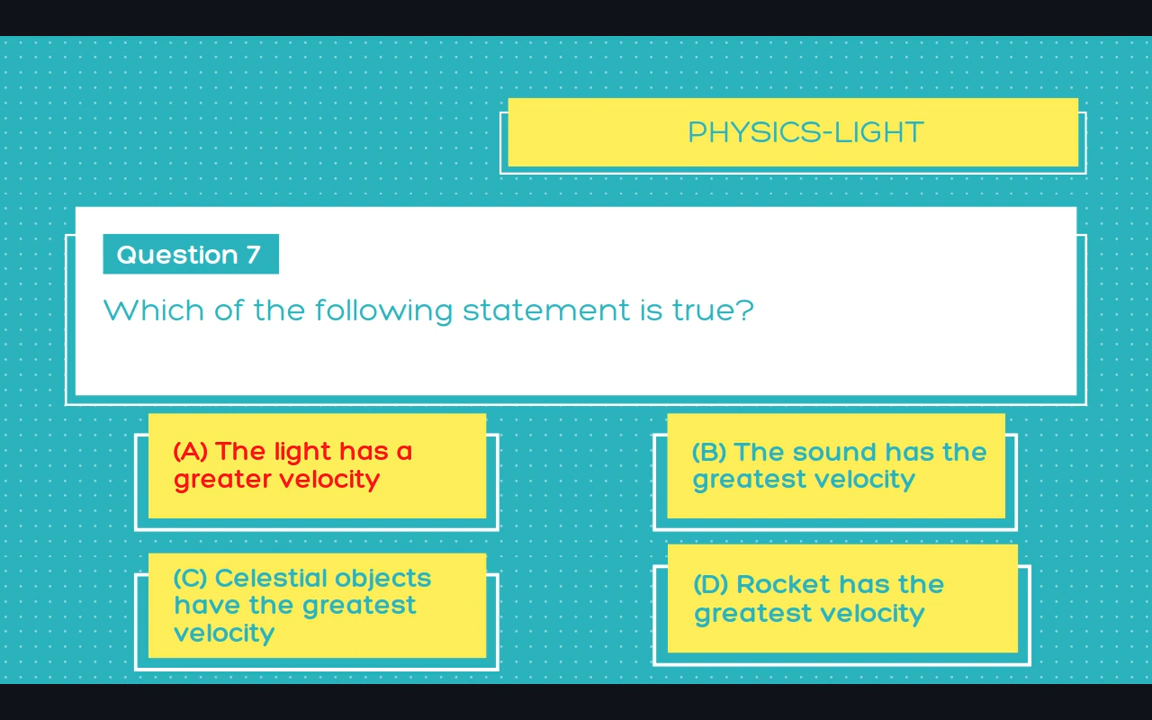 PHYSICS-LIGHT
Question 7
Which of the following statement is true?
(A) The light has a
greater velocity
(B) The sound has the
greatest velocity
(C) Celestial objects
have the greatest
velocity
(D) Rocket has the
greatest velocity